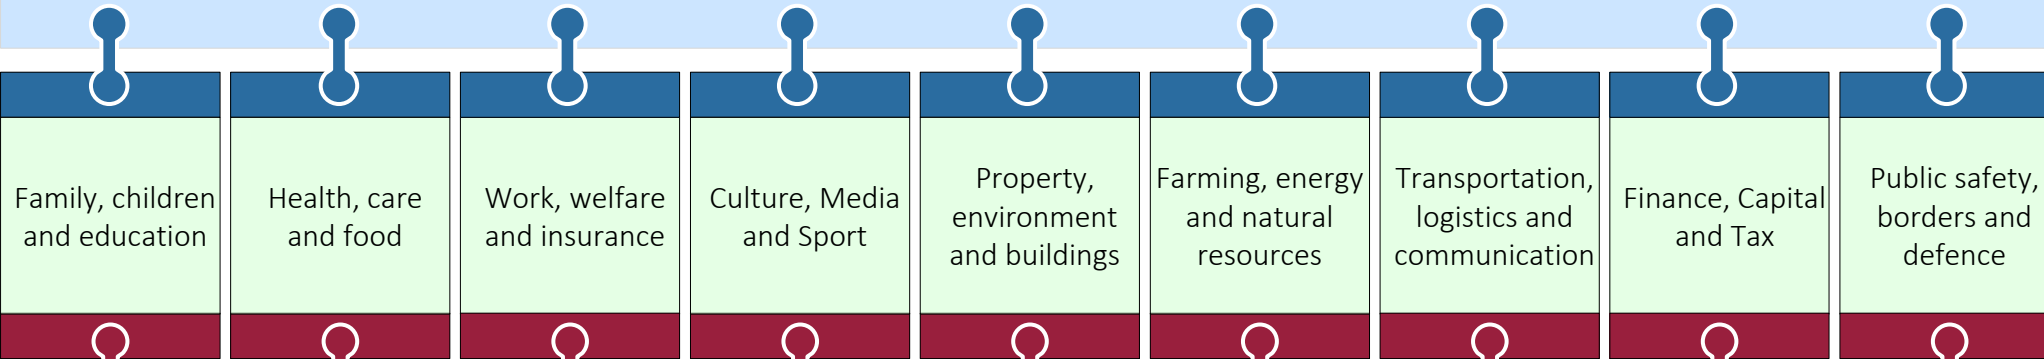 Family, children
and education
Health, care
and food
Work, welfare
and insurance
Culture, Media
and Sport
Property,
environment
and buildings
Farming, energy
and natural
resources
Transportation,
logistics and
communication
Finance, Capital
and Tax
Public safety,
borders and
defence